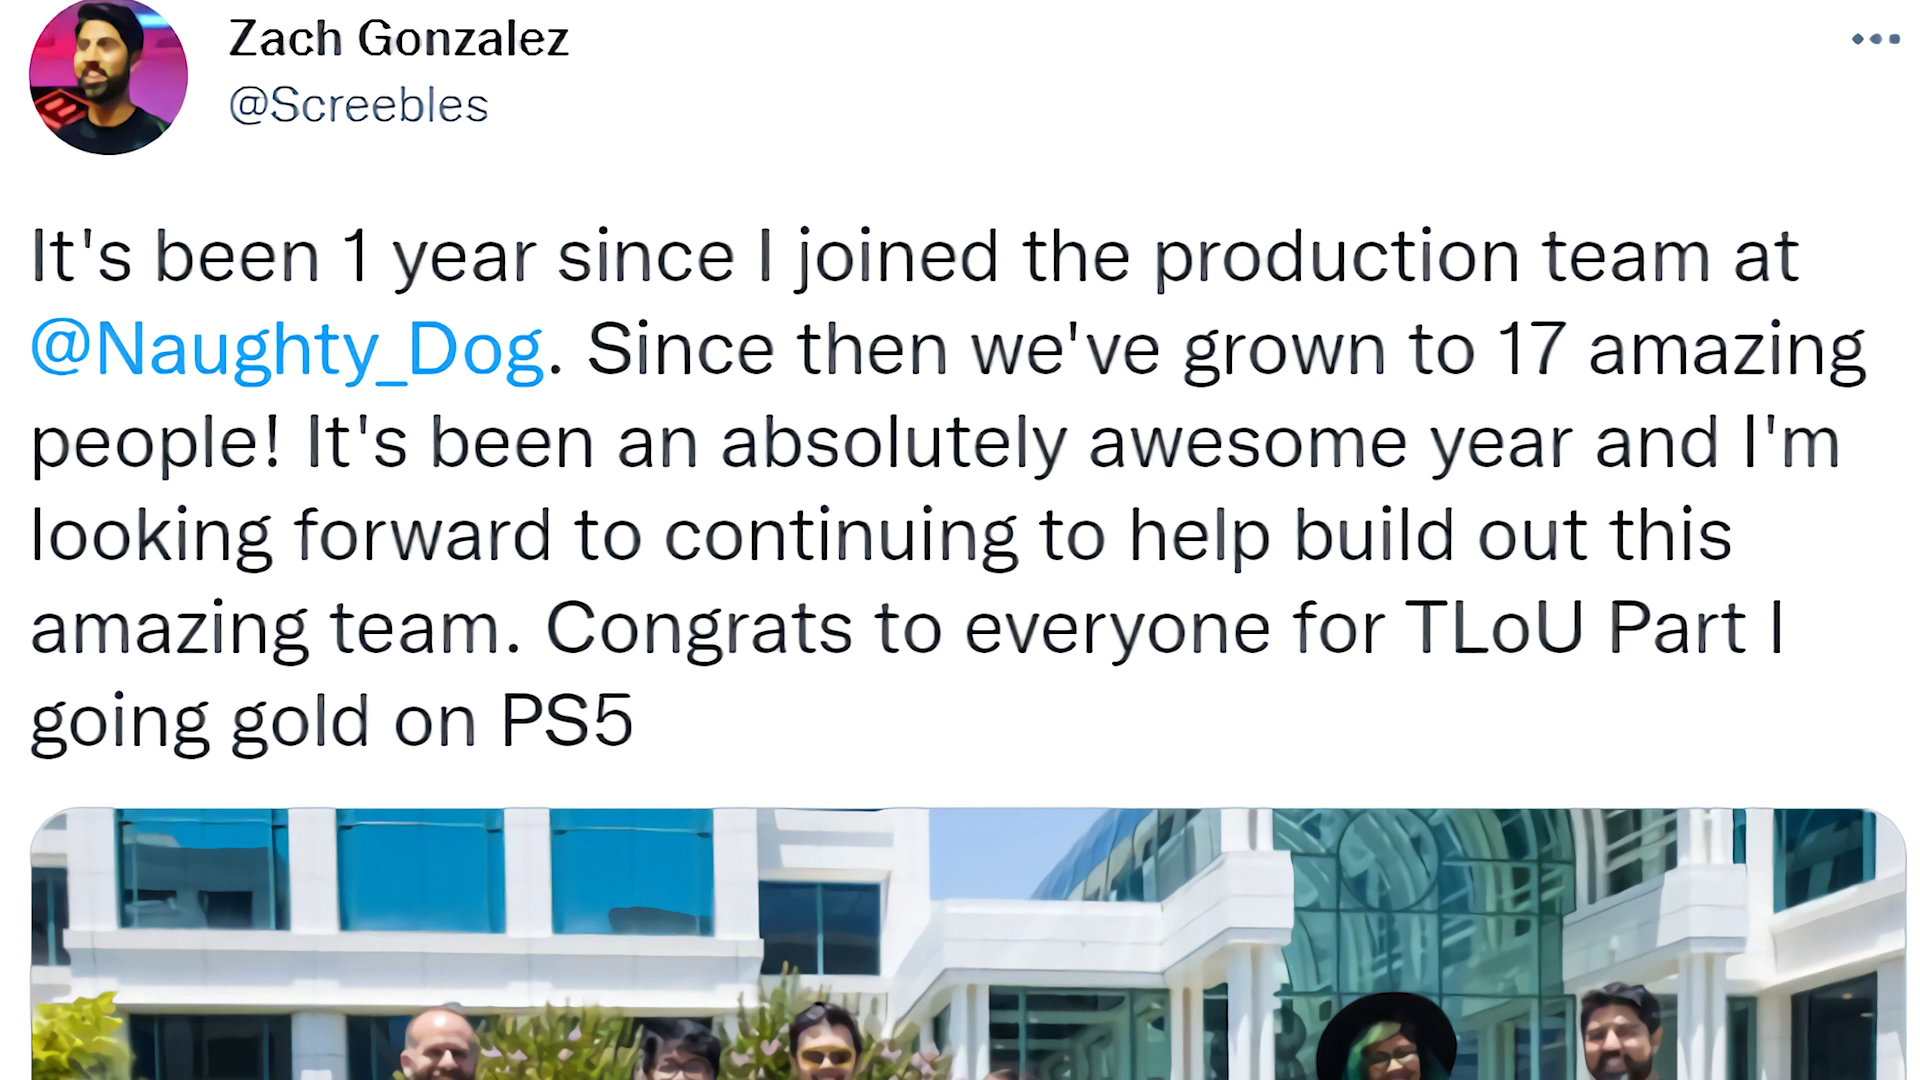 Zach Gonzalez
@Screebles
It's been 1 year since I joined the production team at
@Naughty_Dog. Since then we've grown to 17 amazing
people! It's been an absolutely awesome year and I'm
looking forward to continuing to help build out this
amazing team. Congrats to everyone for TLoU Part I
going gold on PS5